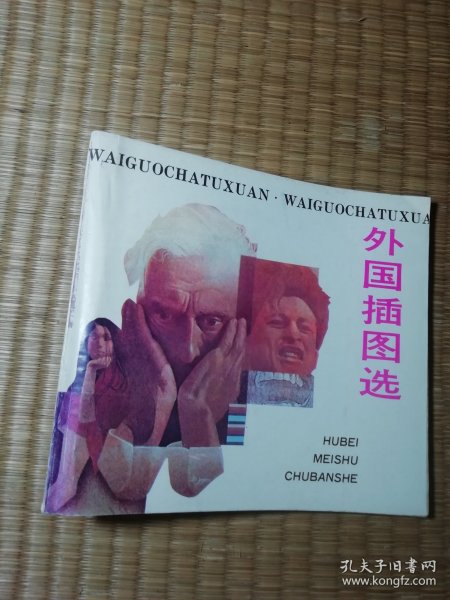 WAIGUOCHATUXUAN · WAIGUOCHATUXUA
外国插图选
HUBEI
MEISHU
CHUBANSHE
孔夫子旧书网
www.kongfz.com